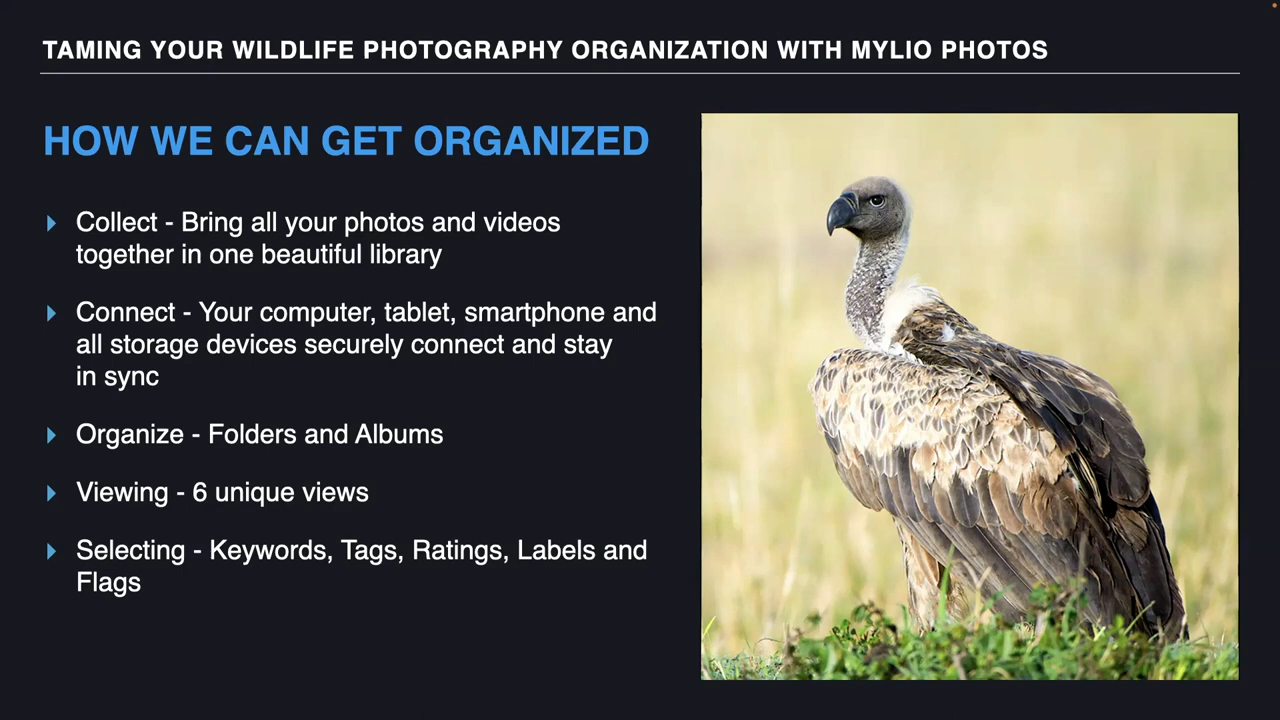 TAMING YOUR WILDLIFE PHOTOGRAPHY ORGANIZATION WITH MYLIO PHOTOS
HOW WE CAN GET ORGANIZED
Collect - Bring all your photos and videos
together in one beautiful library
Connect - Your computer, tablet, smartphone and
all storage devices securely connect and stay
in sync
Organize - Folders and Albums
Viewing - 6 unique views
Selecting - Keywords, Tags, Ratings, Labels and
Flags